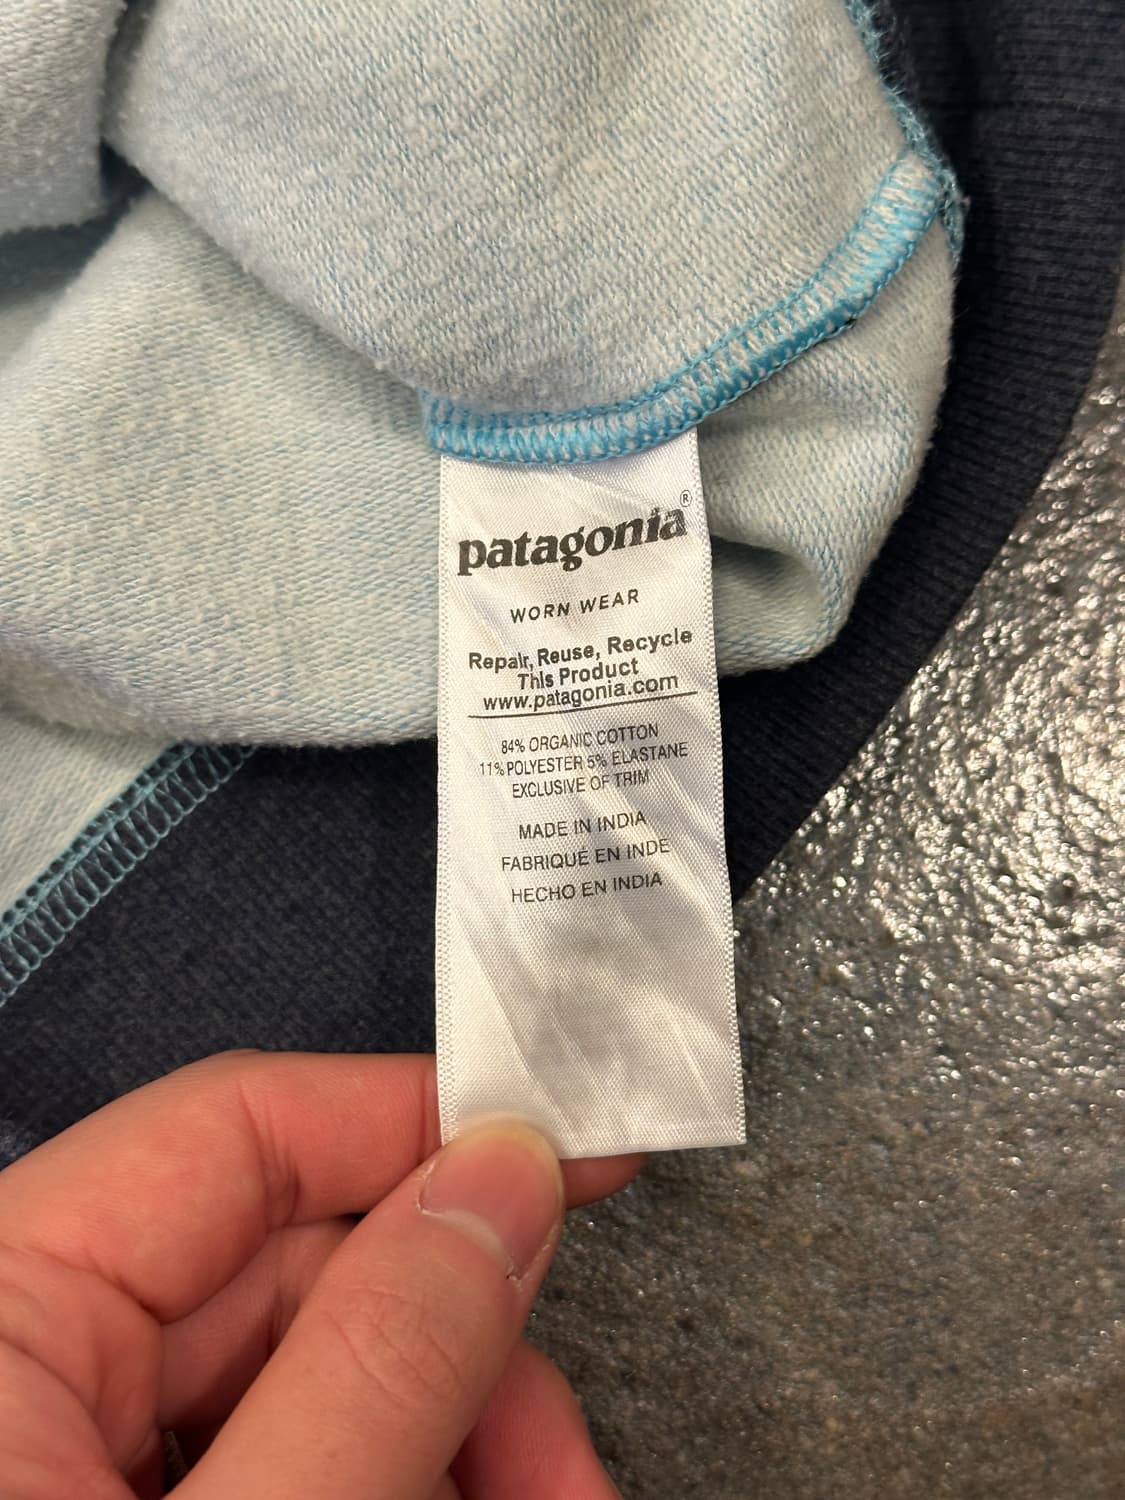 patagonia®
WORN WEAR
Repair, Reuse, Recycle
This Product
www.patagonia.com
84% ORGANIC COTTON
11% POLYESTER 5% ELASTANE
EXCLUSIVE OF TRIM
MADE IN INDIA
FABRIQUÉ EN INDE
HECHO EN INDIA